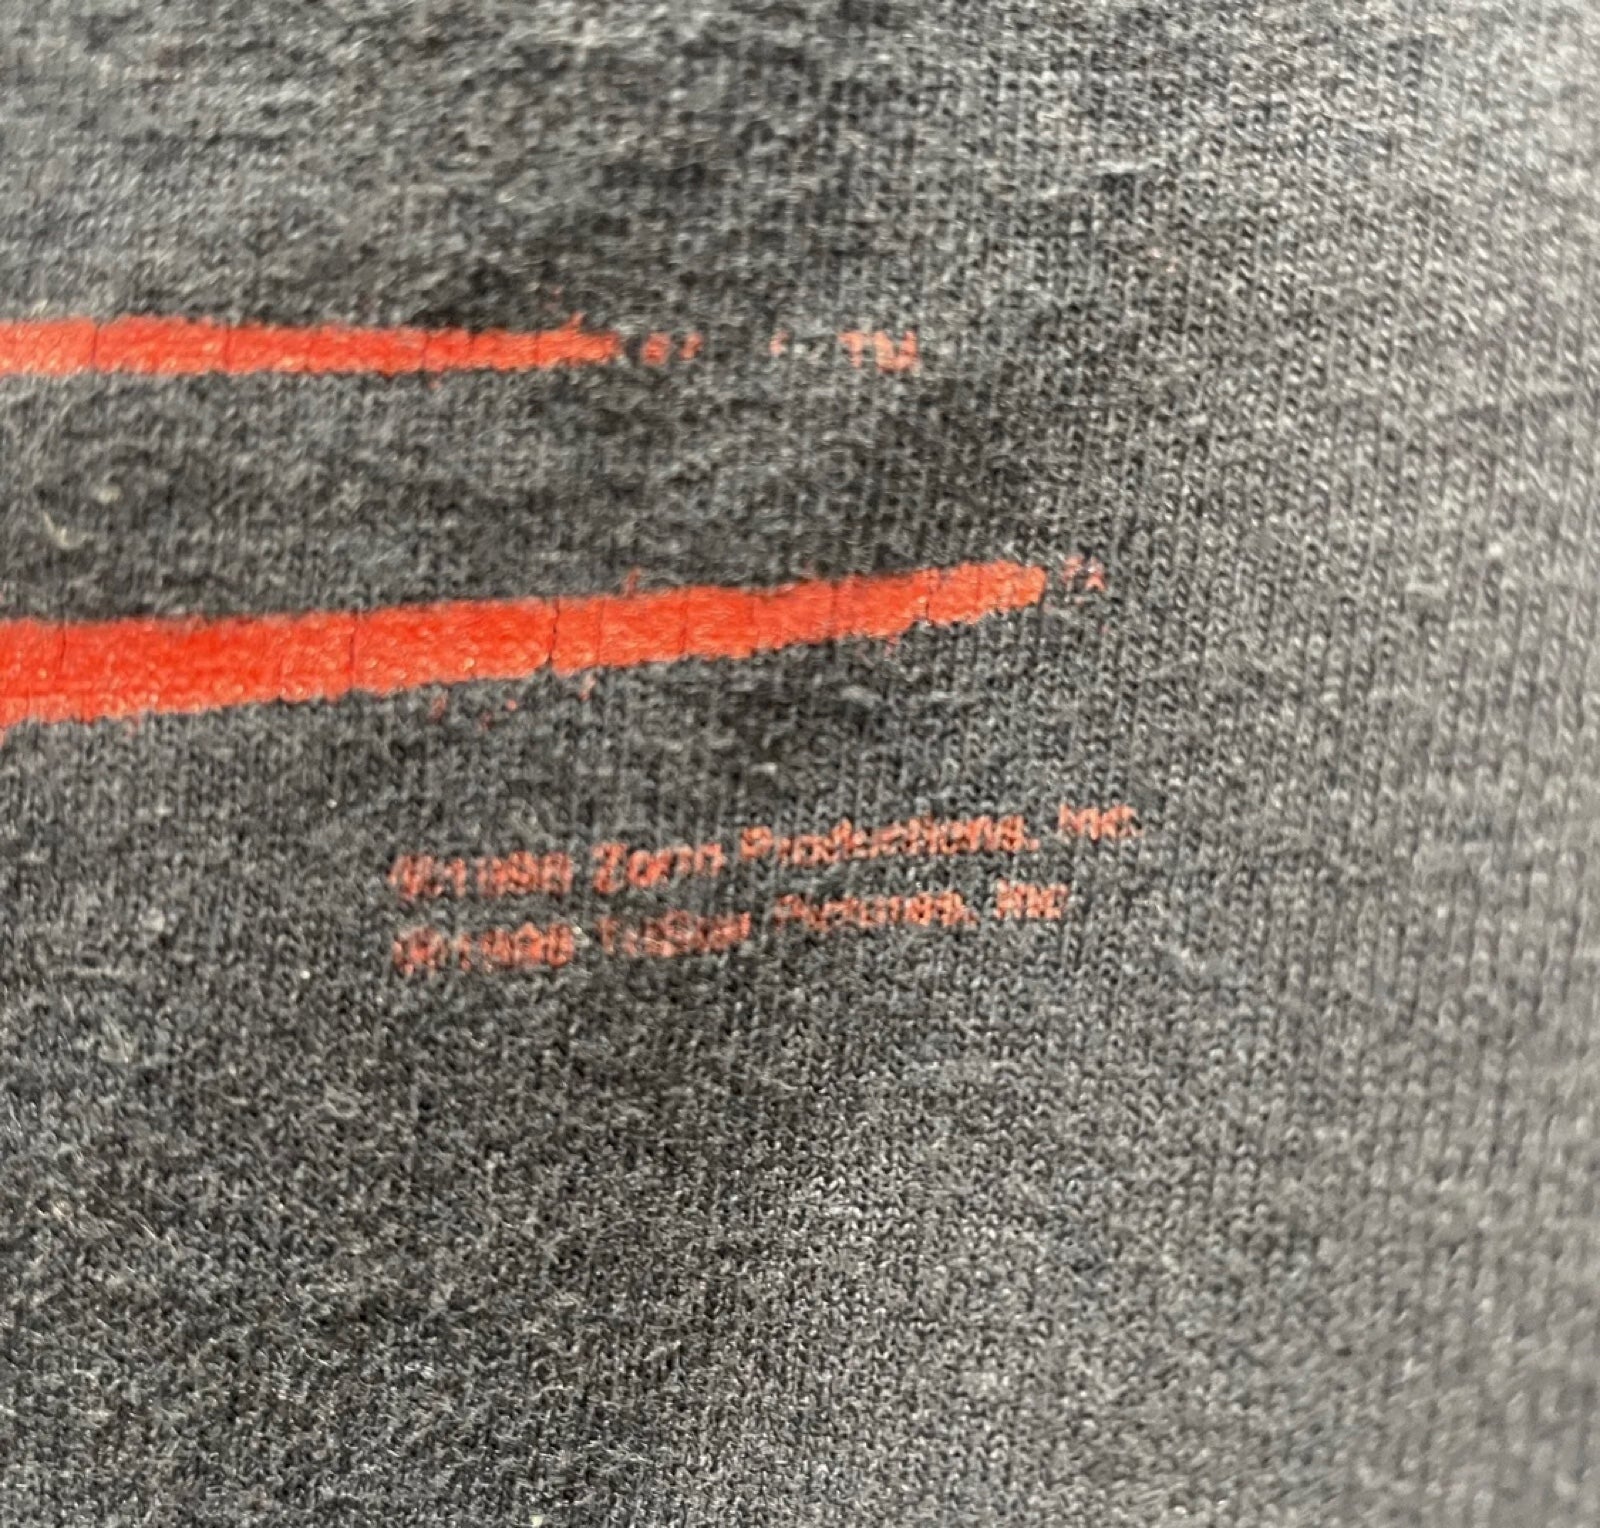 TM
©1998 Zorro Productions, Inc.
©1998 TriStar Pictures, Inc